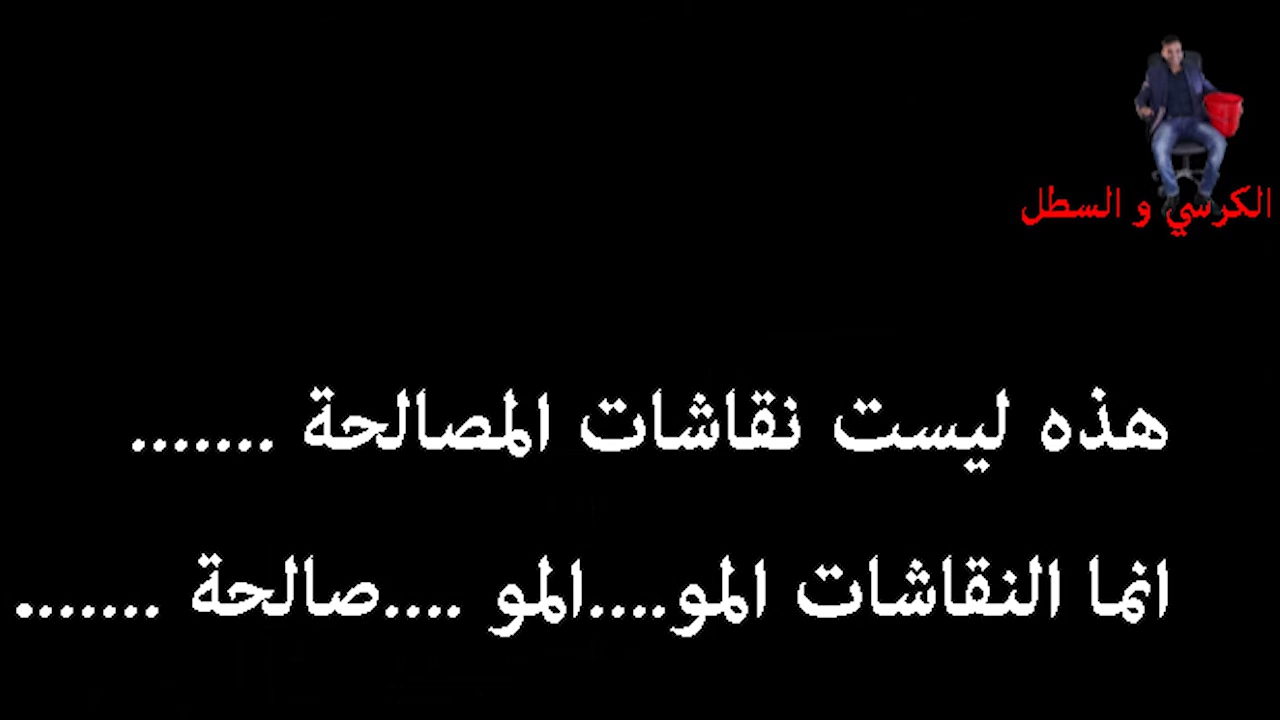 الكرسي و السطل
هذه ليست نقاشات المصالحة .......
انما النقاشات المو....المو ....صالحة .......